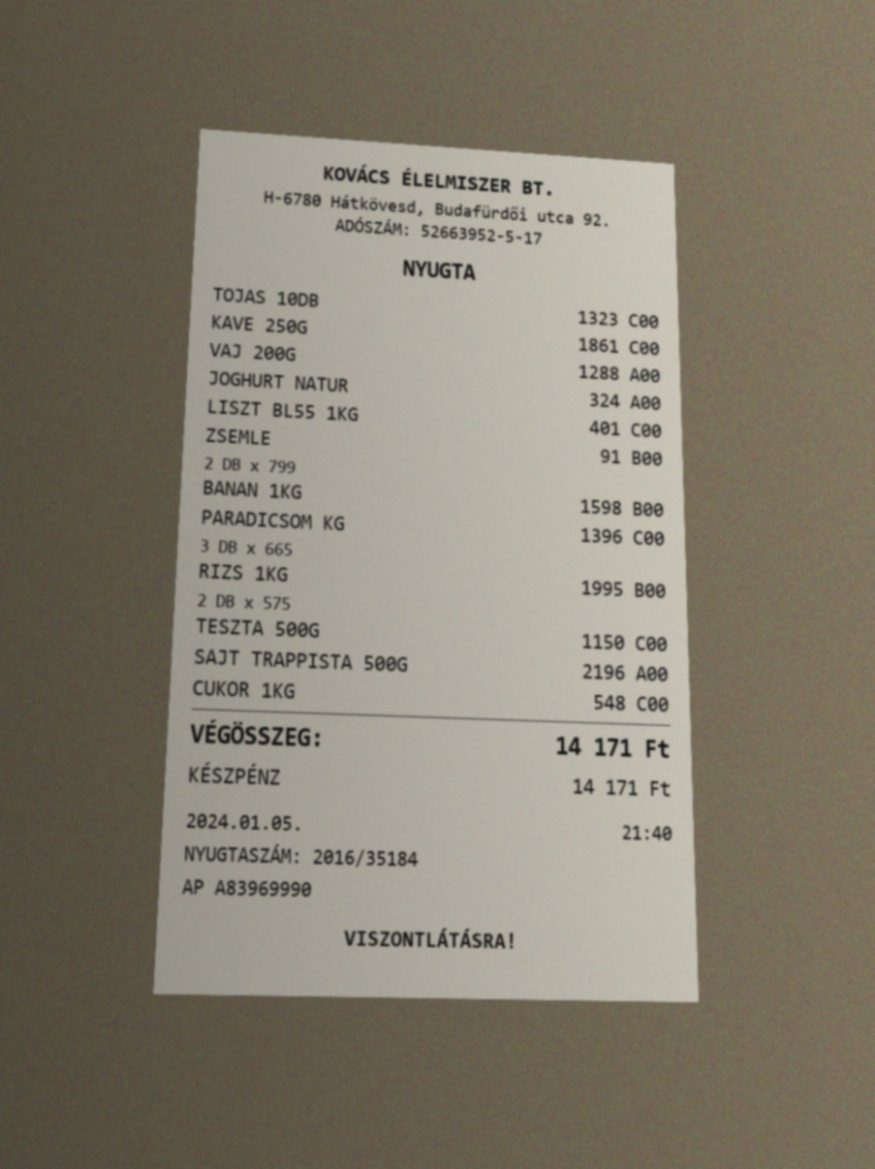 KOVÁCS ÉLELMISZER BT.
H-6780 Hátkövesd, Budafürdői utca 92.
ADÓSZÁM: 52663952-5-17
NYUGTA
TOJAS 10DB 1323 C00
KAVE 250G 1861 C00
VAJ 200G 1288 A00
JOGHURT NATUR 324 A00
LISZT BL55 1KG 401 C00
ZSEMLE 91 B00
2 DB x 799
BANAN 1KG 1598 B00
PARADICSOM KG 1396 C00
3 DB x 665
RIZS 1KG 1995 B00
2 DB x 575
TESZTA 500G 1150 C00
SAJT TRAPPISTA 500G 2196 A00
CUKOR 1KG 548 C00
VÉGÖSSZEG: 14 171 Ft
KÉSZPÉNZ 14 171 Ft
2024.01.05. 21:40
NYUGTASZÁM: 2016/35184
AP A83969990
VISZONTLÁTÁSRA!